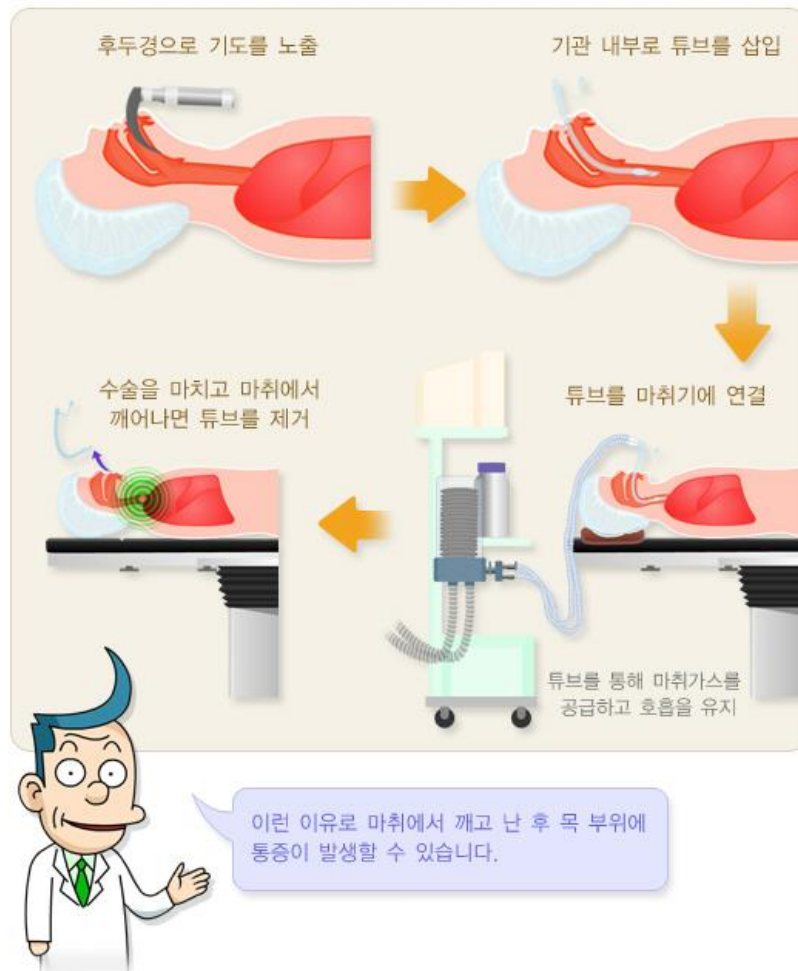 후두경으로 기도를 노출
기관 내부로 튜브를 삽입
튜브를 마취기에 연결
튜브를 통해 마취가스를
공급하고 호흡을 유지
수술을 마치고 마취에서
깨어나면 튜브를 제거
이런 이유로 마취에서 깨고 난 후 목 부위에
통증이 발생할 수 있습니다.